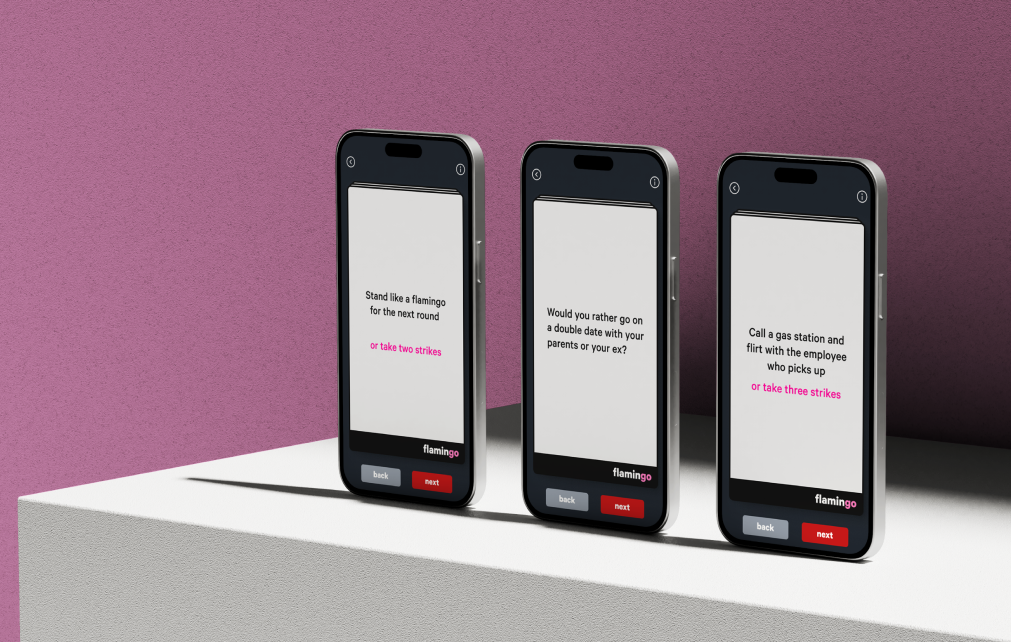 Stand like a flamingo
for the next round
or take two strikes
flamingo
back
next
Would you rather go on
a double date with your
parents or your ex?
flamingo
back
next
Call a gas station and
flirt with the employee
who picks up
or take three strikes
flamingo
back
next